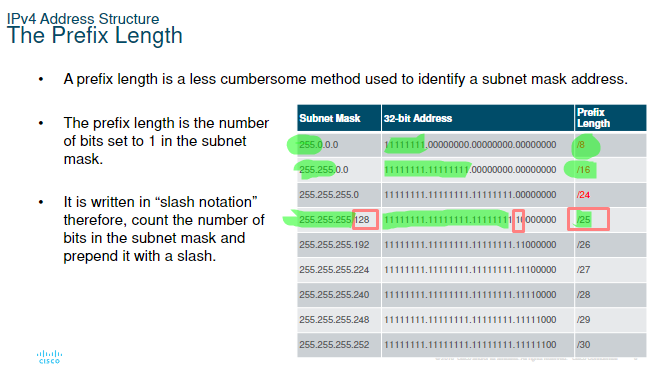 IPv4 Address Structure
The Prefix Length
• A prefix length is a less cumbersome method used to identify a subnet mask address.
• The prefix length is the number
of bits set to 1 in the subnet
mask.
• It is written in “slash notation”
therefore, count the number of
bits in the subnet mask and
prepend it with a slash.
Subnet Mask 32-bit Address Prefix
Length
255.0.0.0 11111111.00000000.00000000.00000000 /8
255.255.0.0 11111111.11111111.00000000.00000000 /16
255.255.255.0 11111111.11111111.11111111.00000000 /24
255.255.255.128 11111111.11111111.11111111.10000000 /25
255.255.255.192 11111111.11111111.11111111.11000000 /26
255.255.255.224 11111111.11111111.11111111.11100000 /27
255.255.255.240 11111111.11111111.11111111.11110000 /28
255.255.255.248 11111111.11111111.11111111.11111000 /29
255.255.255.252 11111111.11111111.11111111.11111100 /30
CISCO